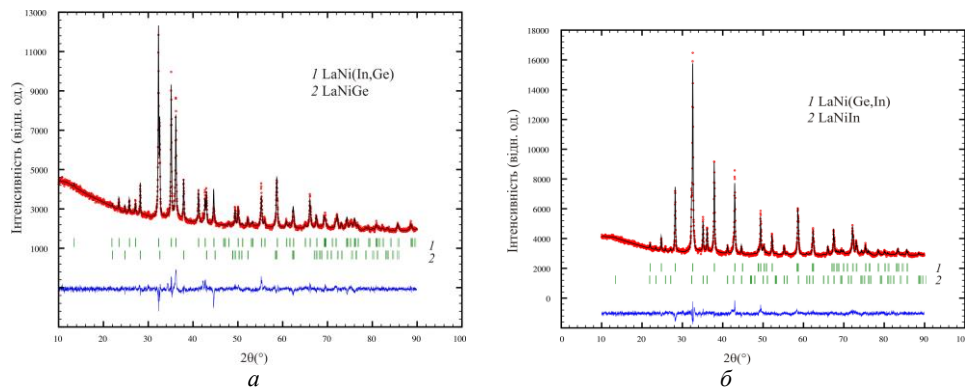 13000
11000
9000
7000
5000
3000
1000
Інтенсивність (відн. од.)
1 LaNi(In,Ge)
2 LaNiGe
1
2
10 20 30 40 50 60 70 80 90 100
2θ(°)
а
18000
16000
14000
12000
10000
8000
6000
4000
2000
0
Інтенсивність (відн. од.)
1 LaNi(Ge,In)
2 LaNiIn
1
2
0 10 20 30 40 50 60 70 80 90 100
2θ(°)
б